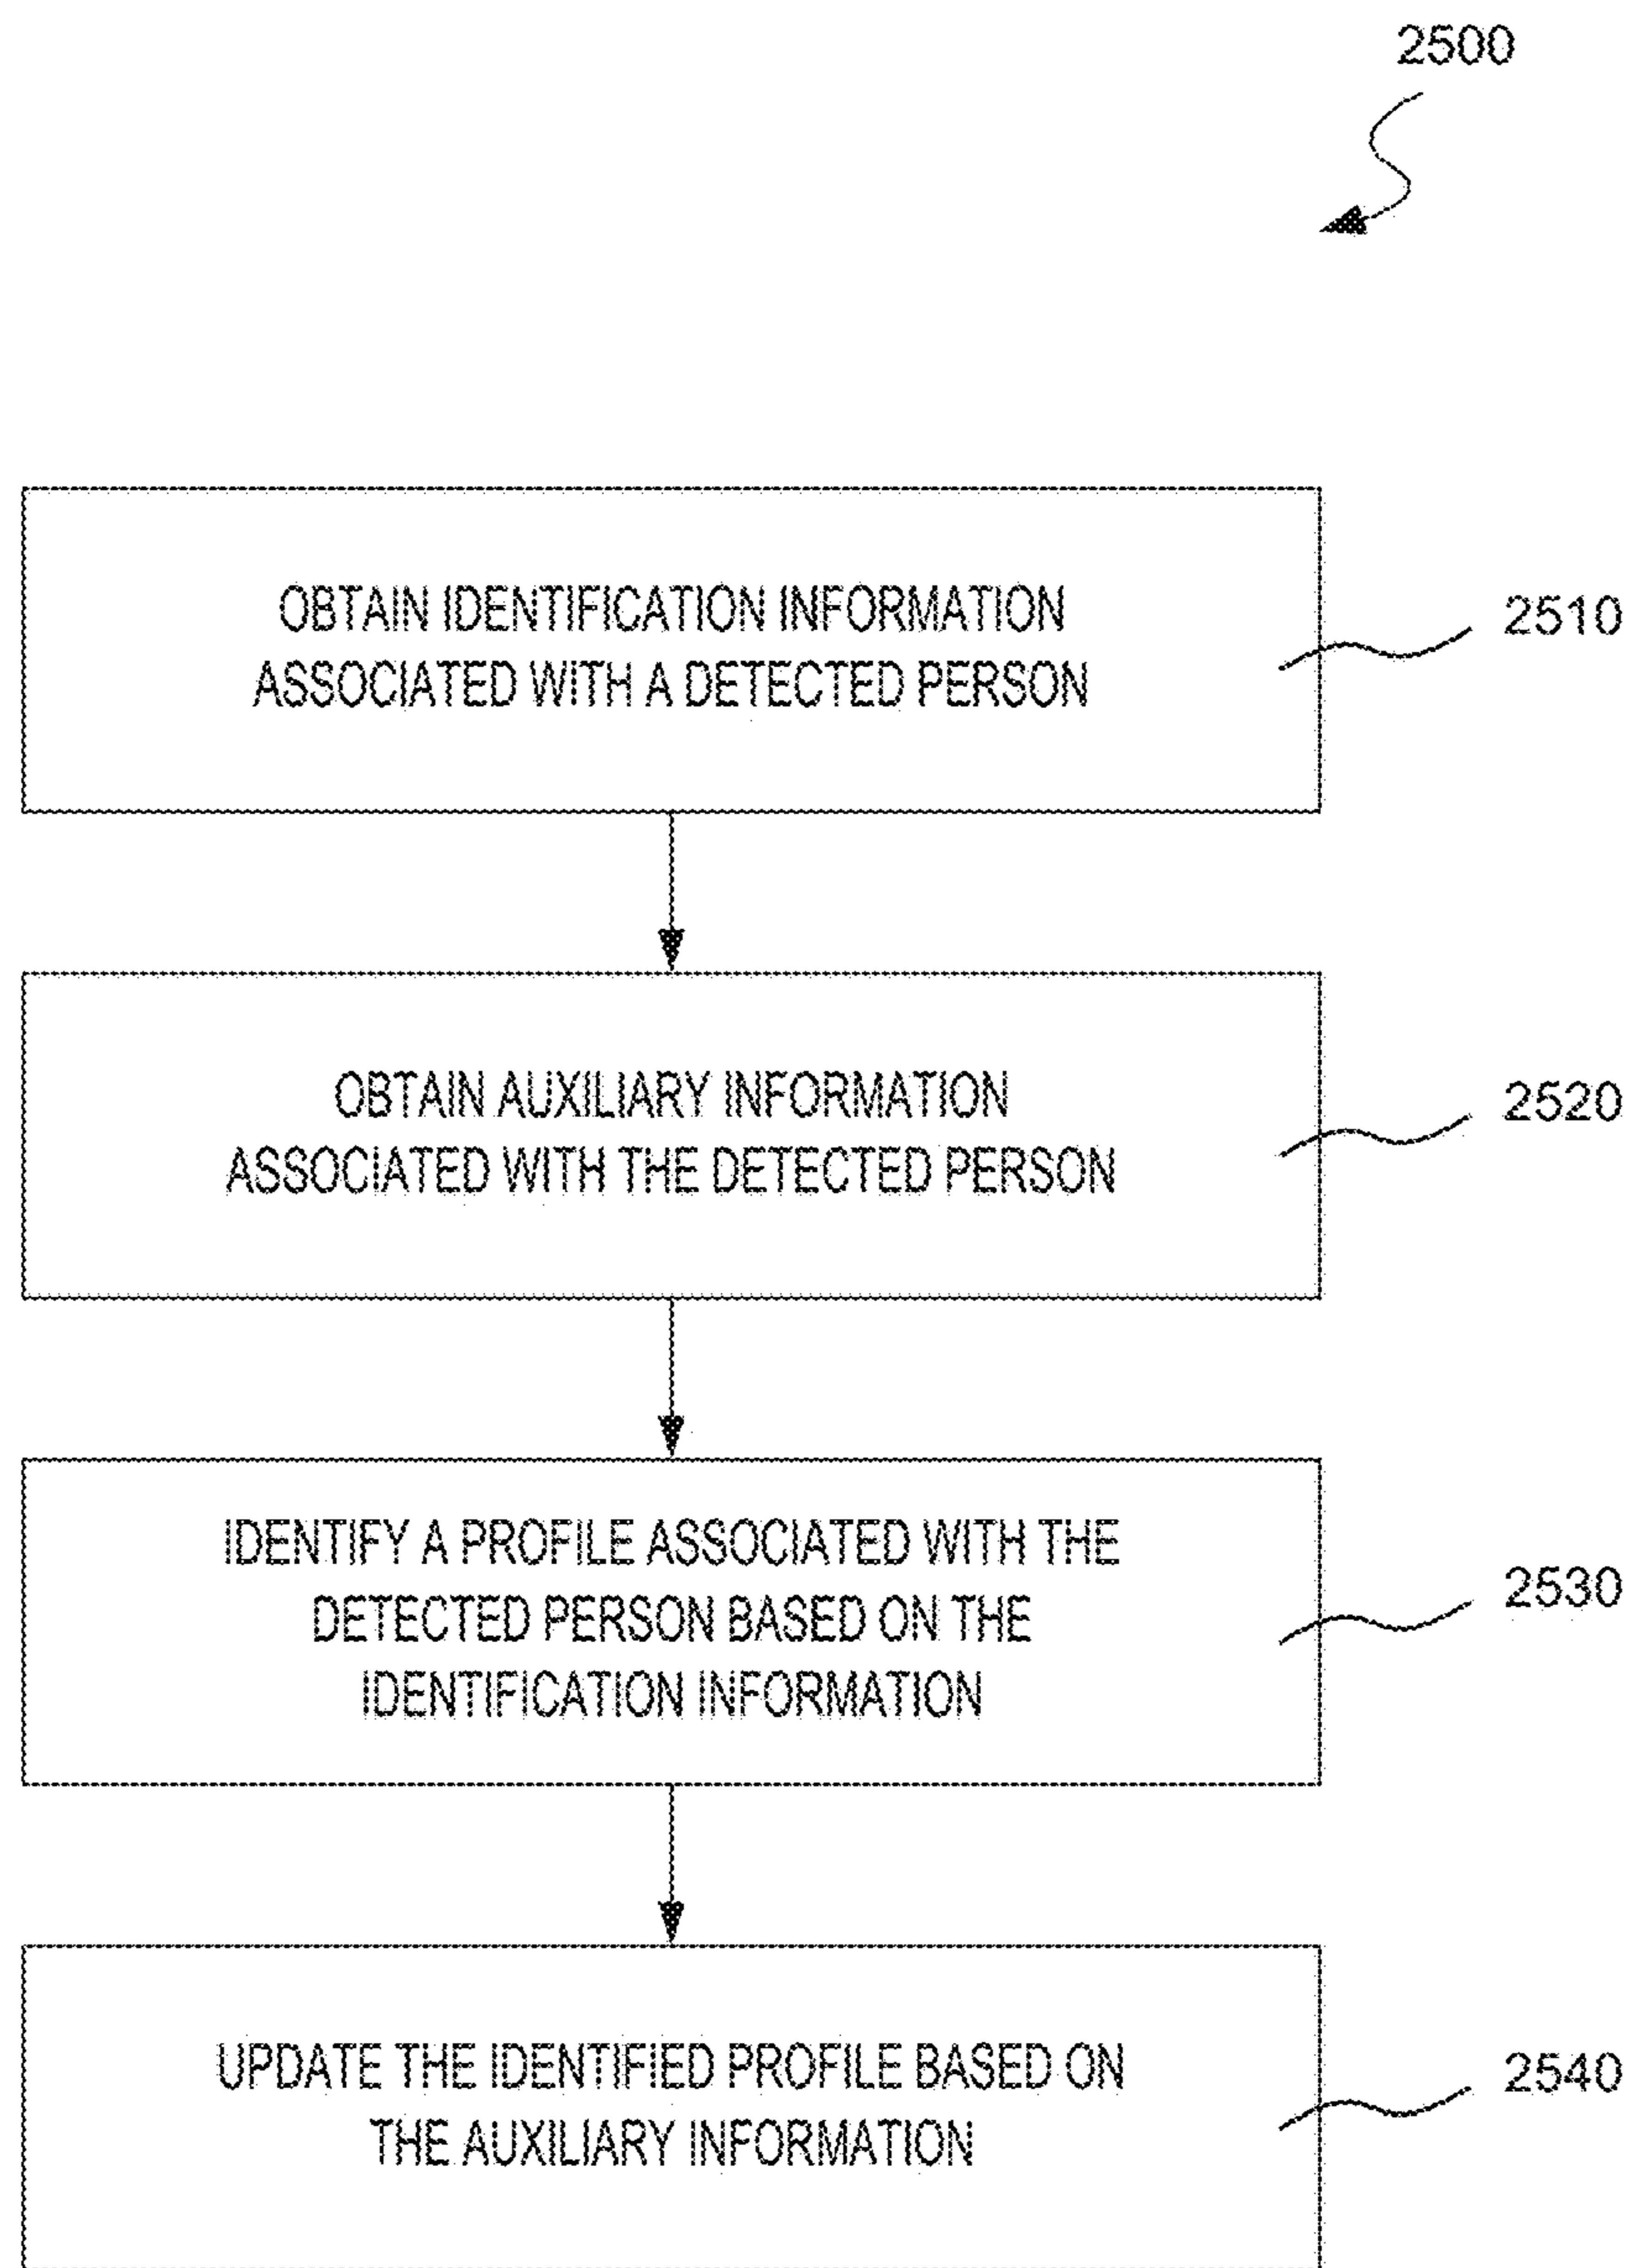 2500
OBTAIN IDENTIFICATION INFORMATION
ASSOCIATED WITH A DETECTED PERSON
2510
OBTAIN AUXILIARY INFORMATION
ASSOCIATED WITH THE DETECTED PERSON
2520
IDENTIFY A PROFILE ASSOCIATED WITH THE
DETECTED PERSON BASED ON THE
IDENTIFICATION INFORMATION
2530
UPDATE THE IDENTIFIED PROFILE BASED ON
THE AUXILIARY INFORMATION
2540